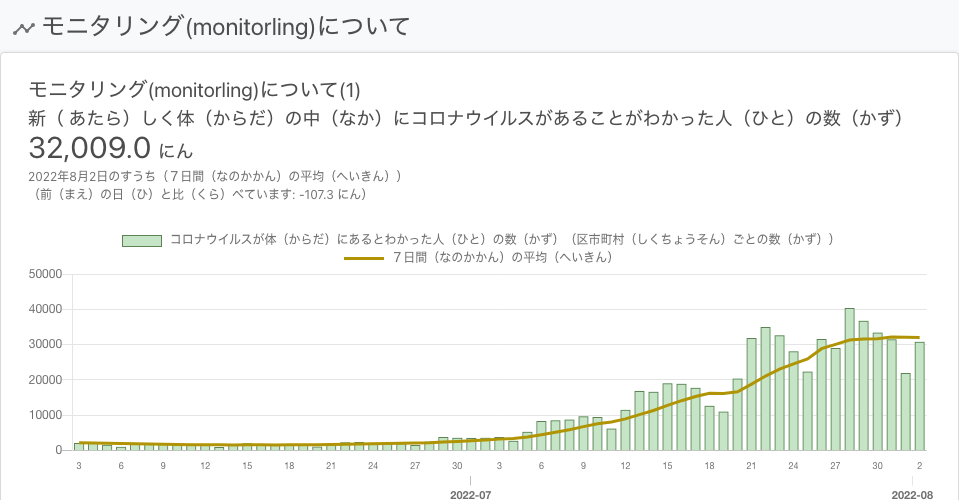 モニタリング(monitorling)について
モニタリング(monitorling)について(1)
新（ あたら）しく体（からだ）の中（なか）にコロナウイルスがあることがわかった人（ひと）の数（かず）
32,009.0 にん
2022年8月2日のすうち（７日間（なのかかん）の平均（へいきん））
（前（まえ）の日（ひ）と比（くら）べています: -107.3 にん）
コロナウイルスが体（からだ）にあるとわかった人（ひと）の数（かず）（区市町村（しくちょうそん）ごとの数（かず））
７日間（なのかかん）の平均（へいきん）
50000
40000
30000
20000
10000
0
3 6 9 12 15 18 21 24 27 30 3 6 9 12 15 18 21 24 27 30 2
2022-07 2022-08